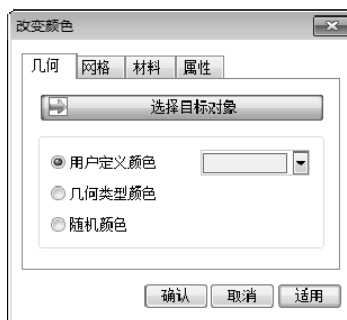 改变颜色
几何 网格 材料 属性
选择目标对象
用户定义颜色
几何类型颜色
随机颜色
确认 取消 适用